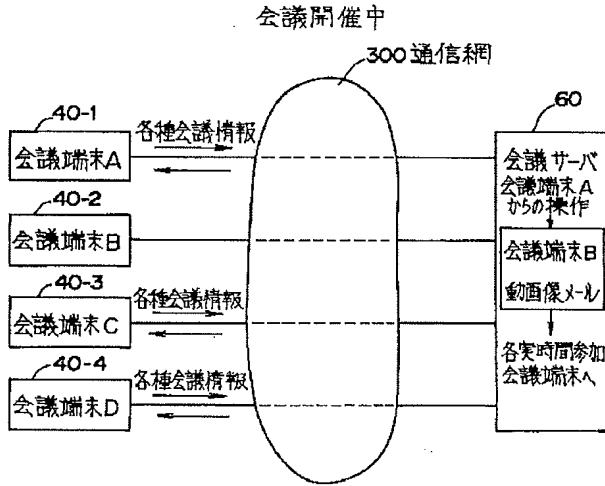 会議開催中
300通信網
40-1
会議端末A
各種会議情報
40-2
会議端末B
40-3
会議端末C
各種会議情報
40-4
会議端末D
各種会議情報
60
会議サーバ
会議端末A
からの操作
会議端末B
動画像メール
各実時間参加
会議端末へ